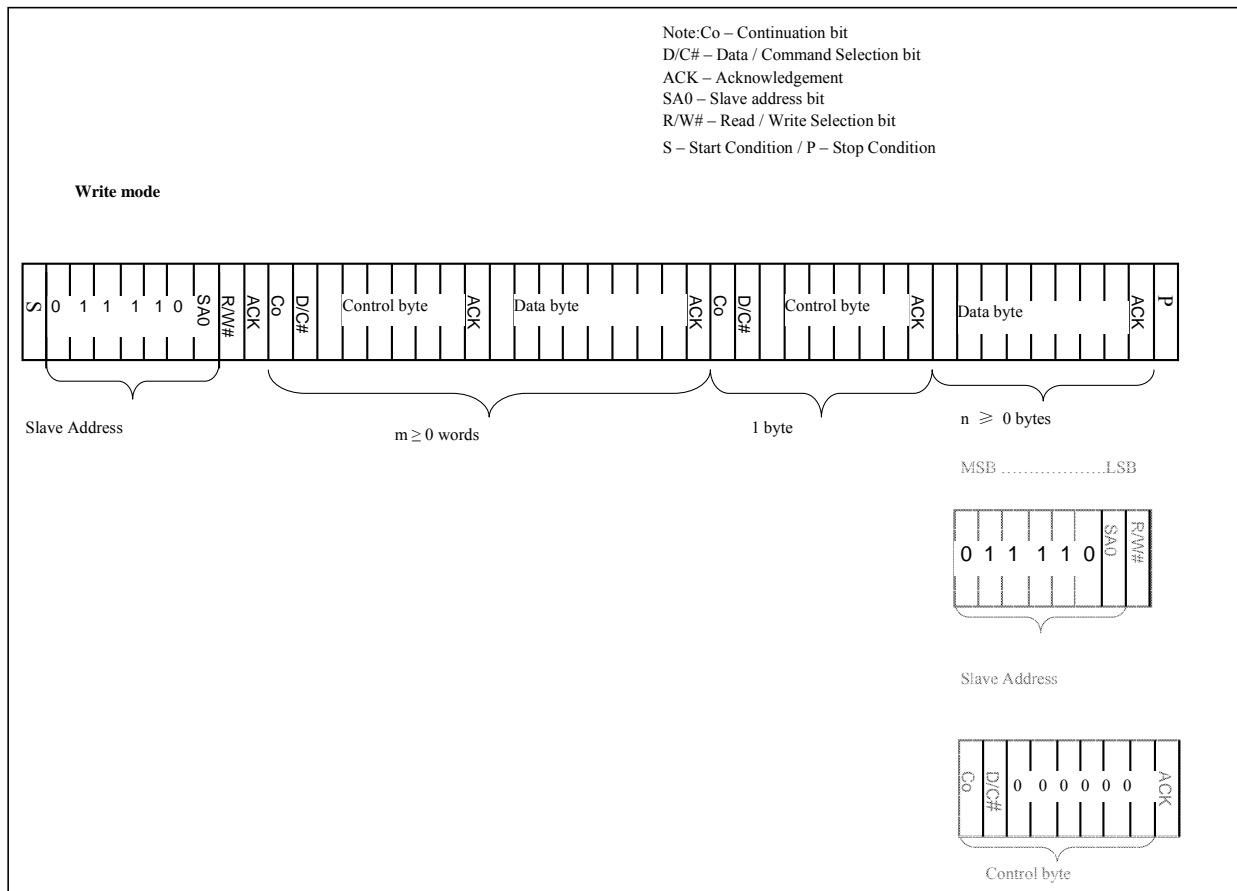 Note:Co – Continuation bit
D/C# – Data / Command Selection bit
ACK – Acknowledgement
SA0 – Slave address bit
R/W# – Read / Write Selection bit
S – Start Condition / P – Stop Condition
Write mode
S 0 1 1 1 1 0 SA0 R/W# ACK Co D/C# Control byte ACK Data byte ACK Co D/C# Control byte ACK Data byte ACK P
Slave Address
m ≥ 0 words
1 byte
n ≥ 0 bytes
MSB ……………….LSB
0 1 1 1 1 0 SA0 R/W#
Slave Address
Co D/C# 0 0 0 0 0 0 ACK
Control byte